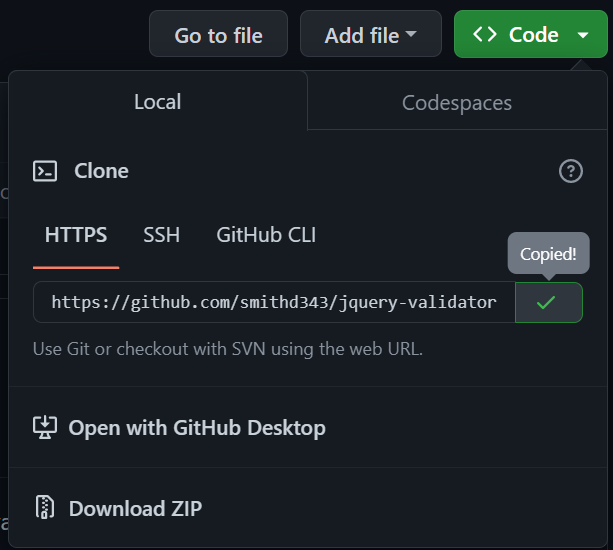 Go to file
Add file
Code
Local
Codespaces
Clone
HTTPS
SSH
GitHub CLI
Copied!
https://github.com/smithd343/jquery-validator
Use Git or checkout with SVN using the web URL.
Open with GitHub Desktop
Download ZIP